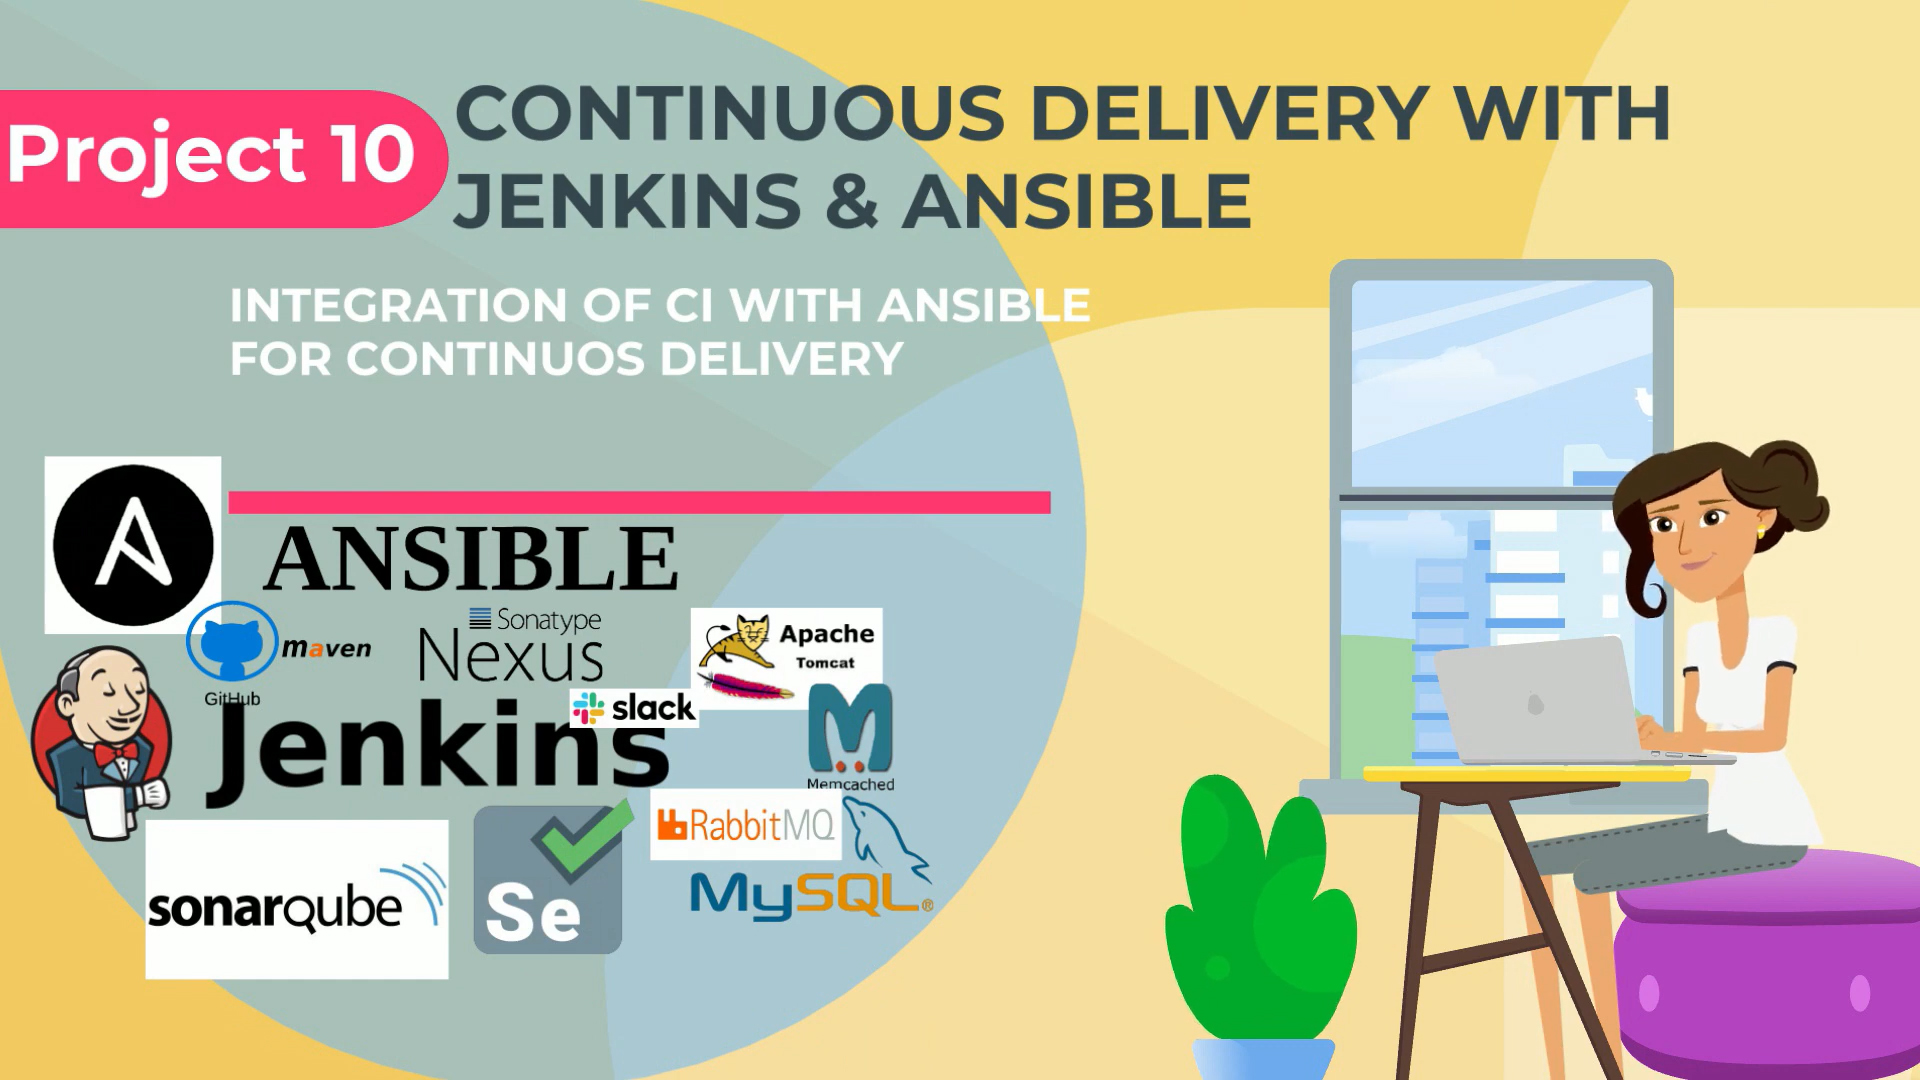 Project 10
CONTINUOUS DELIVERY WITH
JENKINS & ANSIBLE
INTEGRATION OF CI WITH ANSIBLE
FOR CONTINUOS DELIVERY
ANSIBLE
GitHub
maven
Sonatype
Nexus
Apache
Tomcat
Jenkins
slack
Memcached
sonarqube
Se
RabbitMQ
MySQL®